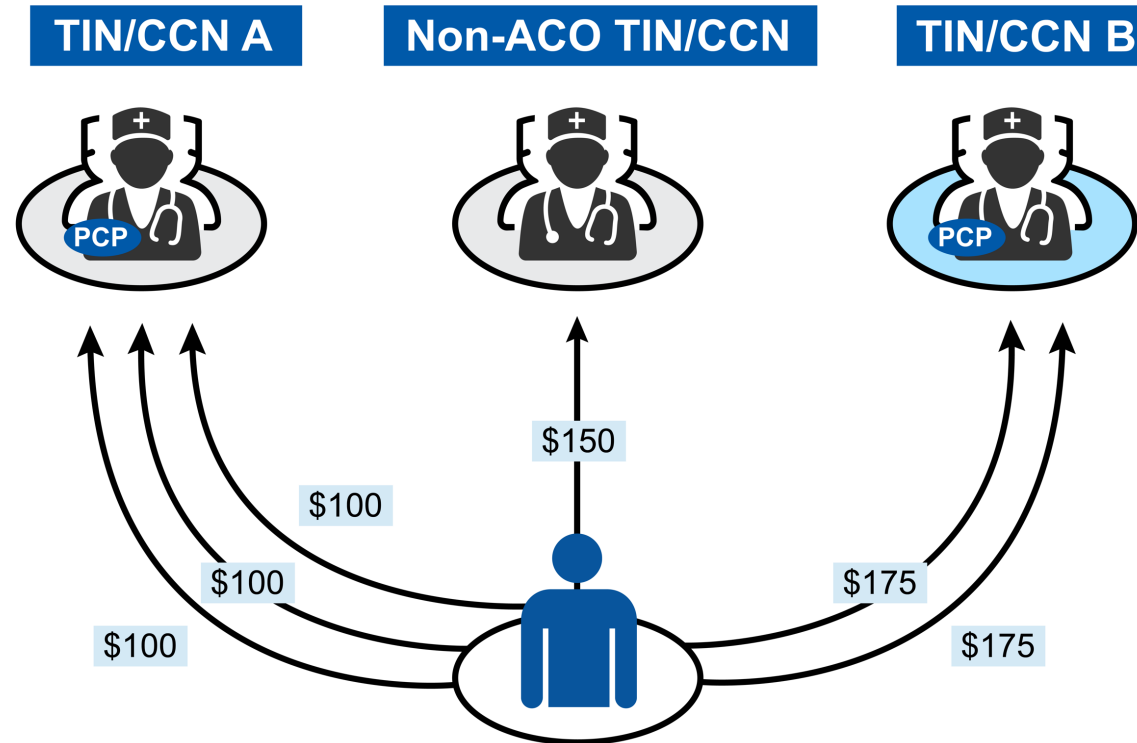 TIN/CCN A
Non-ACO TIN/CCN
TIN/CCN B
PCP
PCP
$150
$100
$100
$175
$100
$175